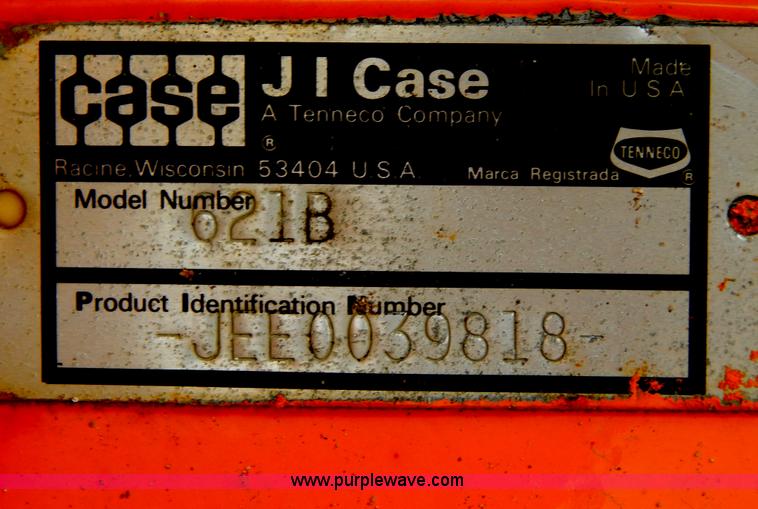 case
J I Case
A Tenneco Company
Made
In U S A
®
TENNECO
Racine, Wisconsin 53404 U.S.A.
Marca Registrada
®
Model Number
621B
Product Identification Number
-JEE0039818-
www.purplewave.com